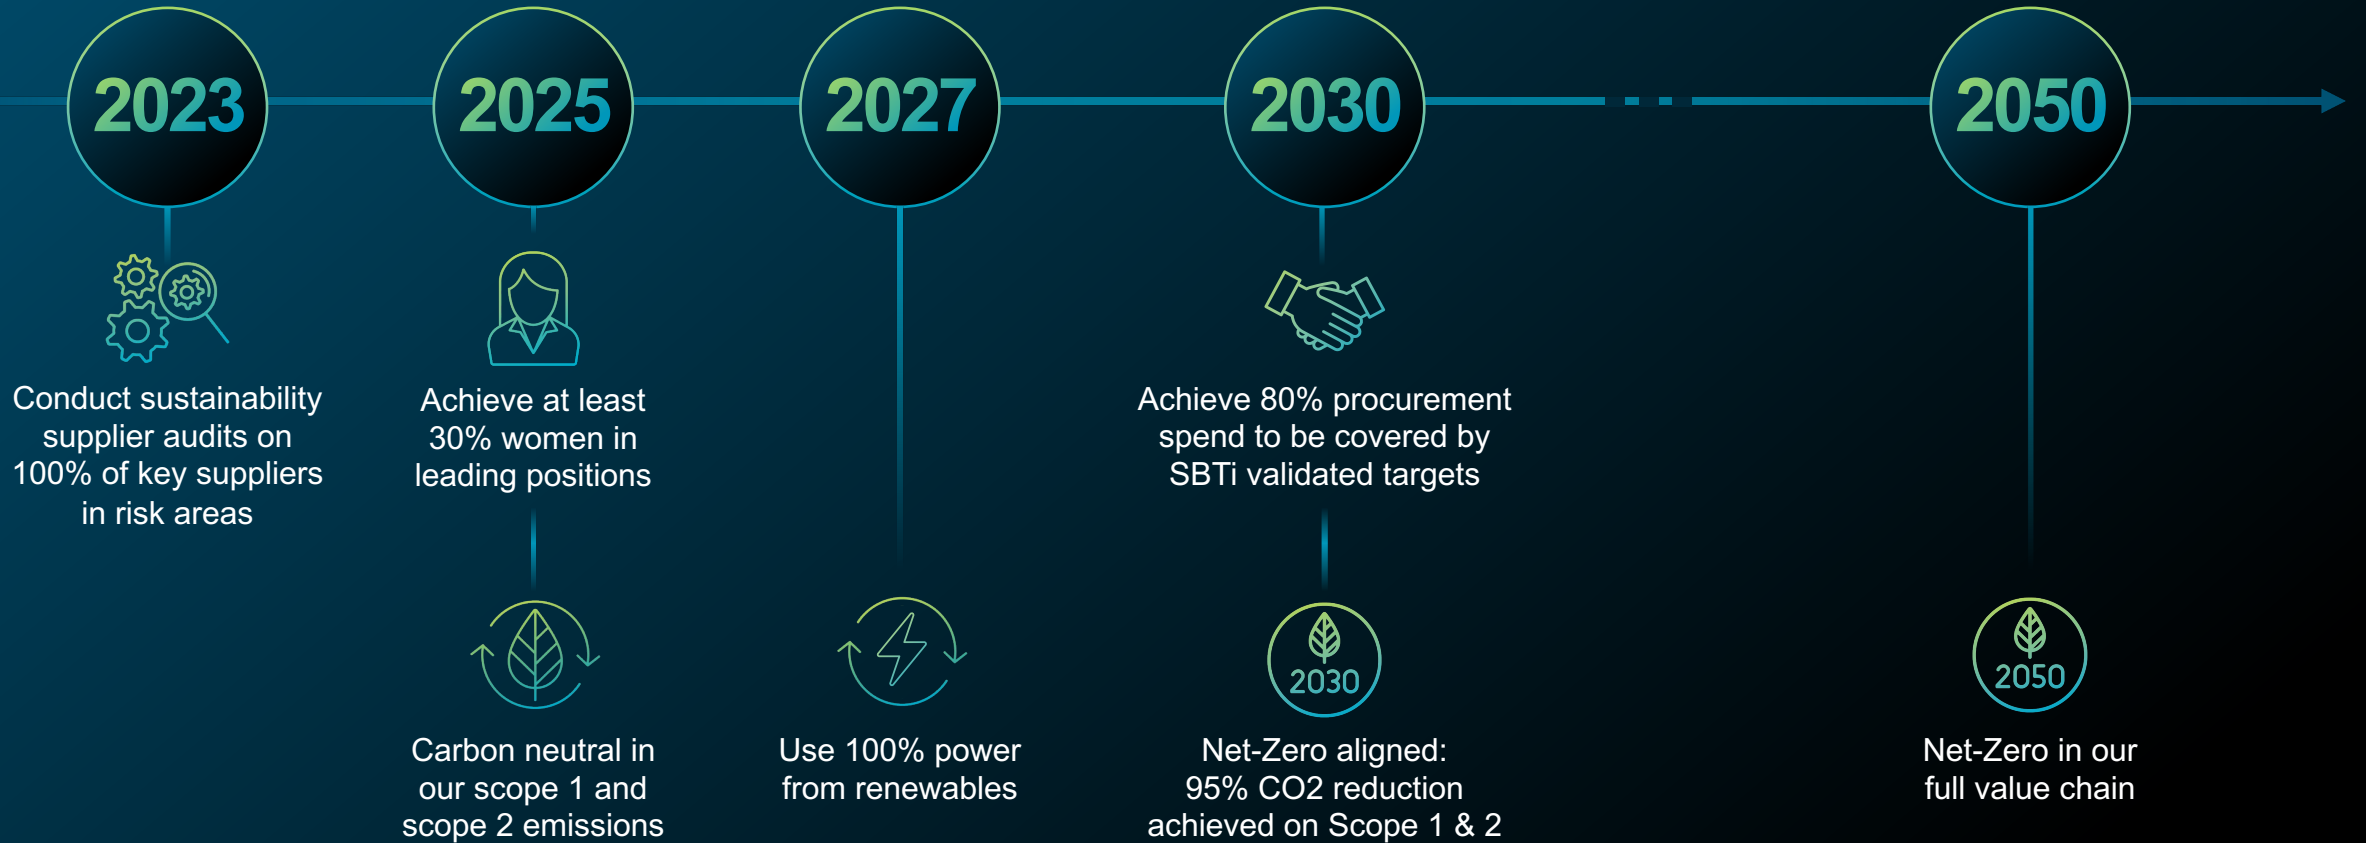 2023
2025
2027
2030
2050
Conduct sustainability
supplier audits on
100% of key suppliers
in risk areas
Achieve at least
30% women in
leading positions
Carbon neutral in
our scope 1 and
scope 2 emissions
Use 100% power
from renewables
Achieve 80% procurement
spend to be covered by
SBTi validated targets
2030
Net-Zero aligned:
95% CO2 reduction
achieved on Scope 1 & 2
2050
Net-Zero in our
full value chain